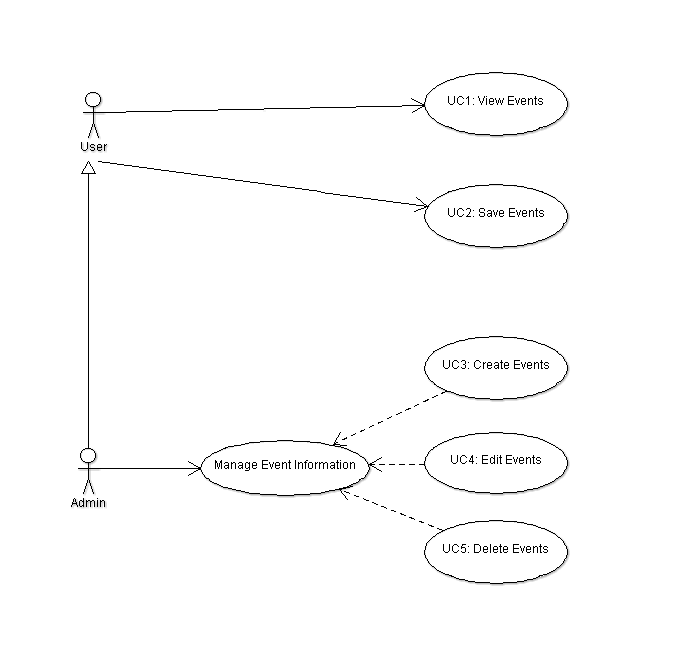 UC1: View Events
User
UC2: Save Events
UC3: Create Events
Manage Event Information
UC4: Edit Events
Admin
UC5: Delete Events